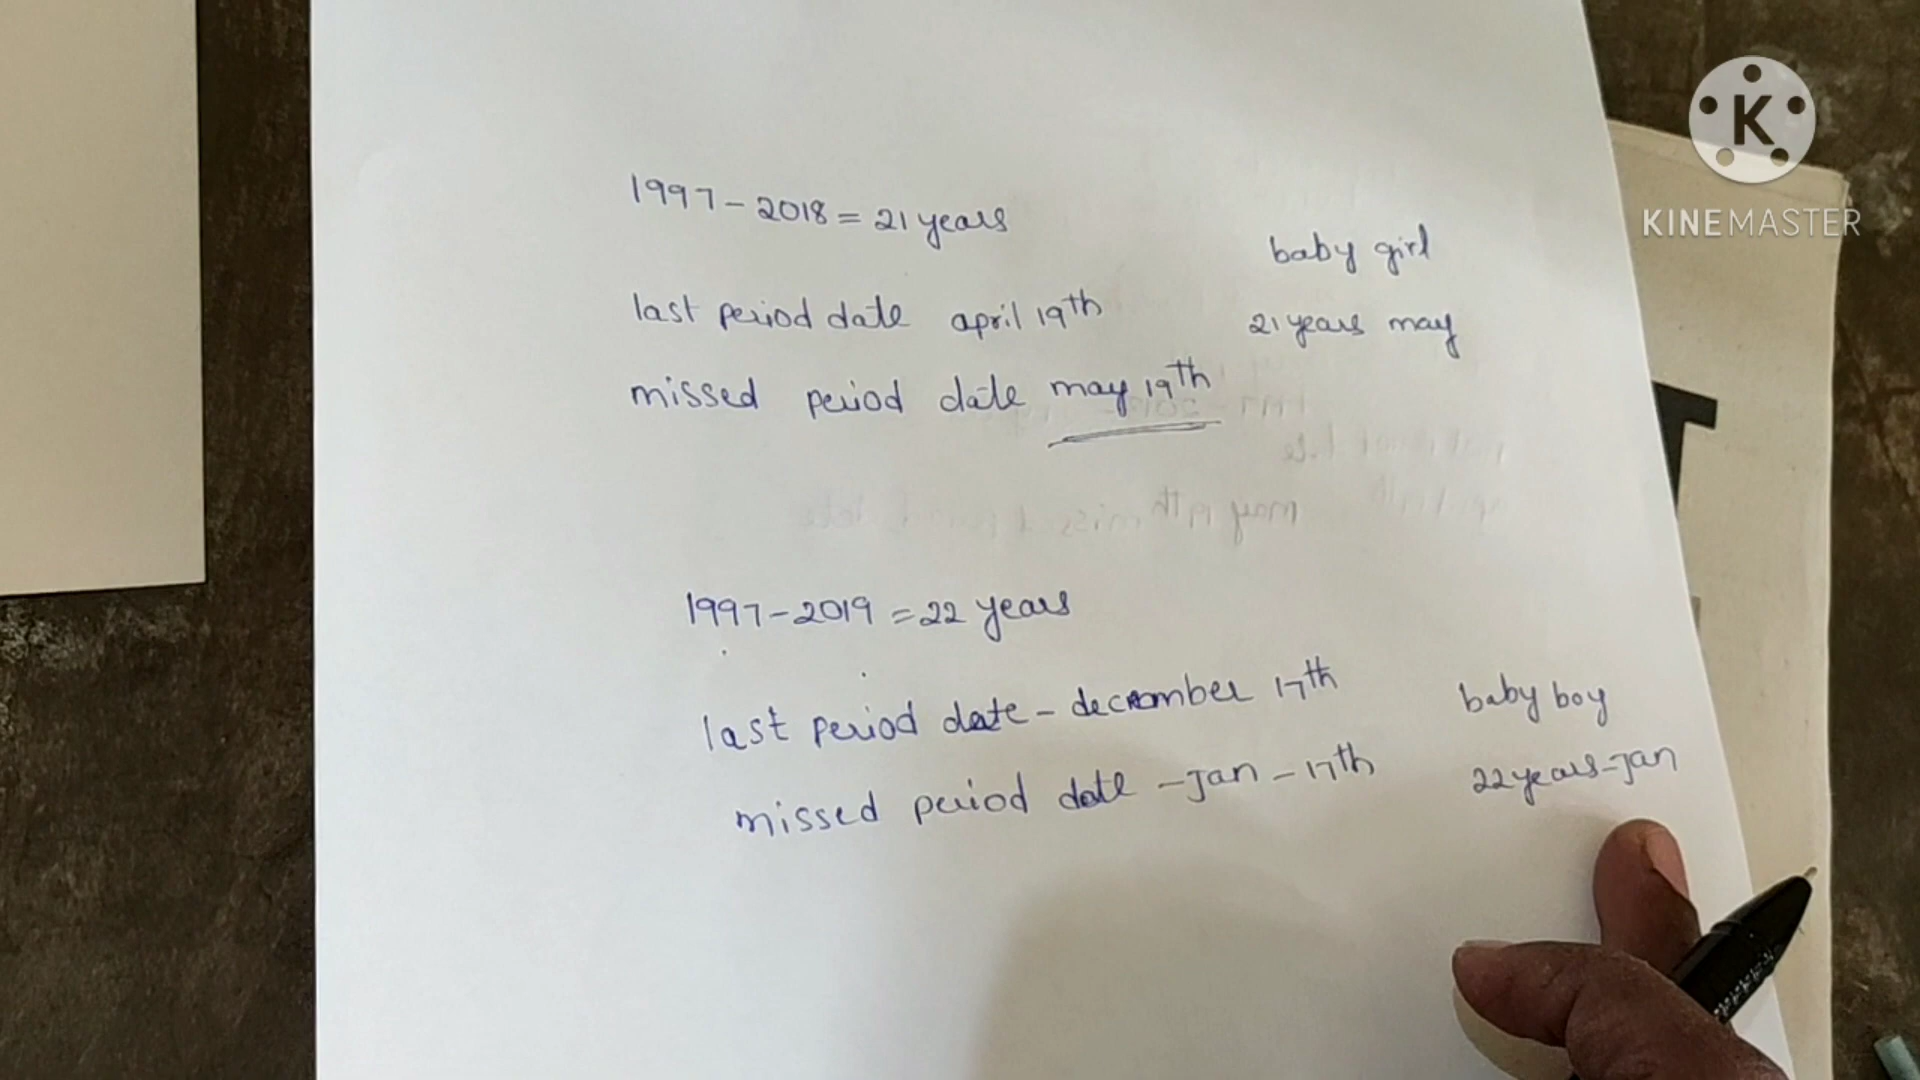 1997-2018 = 21 years
baby girl
last period date april 19th
21 years may
missed period date may 19th
1997-2019 = 22 years
last period date - december 17th
baby boy
missed period date - Jan - 17th
22 years - Jan
K
KINEMASTER